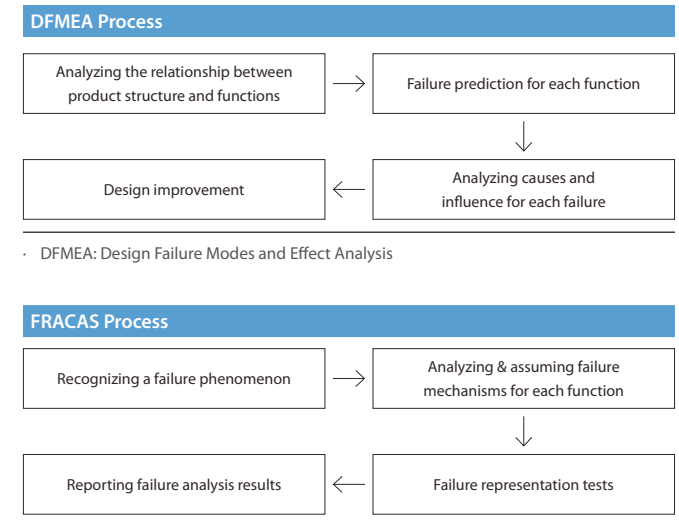 DFMEA Process
Analyzing the relationship between
product structure and functions
Failure prediction for each function
Analyzing causes and
influence for each failure
Design improvement
· DFMEA: Design Failure Modes and Effect Analysis
FRACAS Process
Recognizing a failure phenomenon
Analyzing & assuming failure
mechanisms for each function
Failure representation tests
Reporting failure analysis results